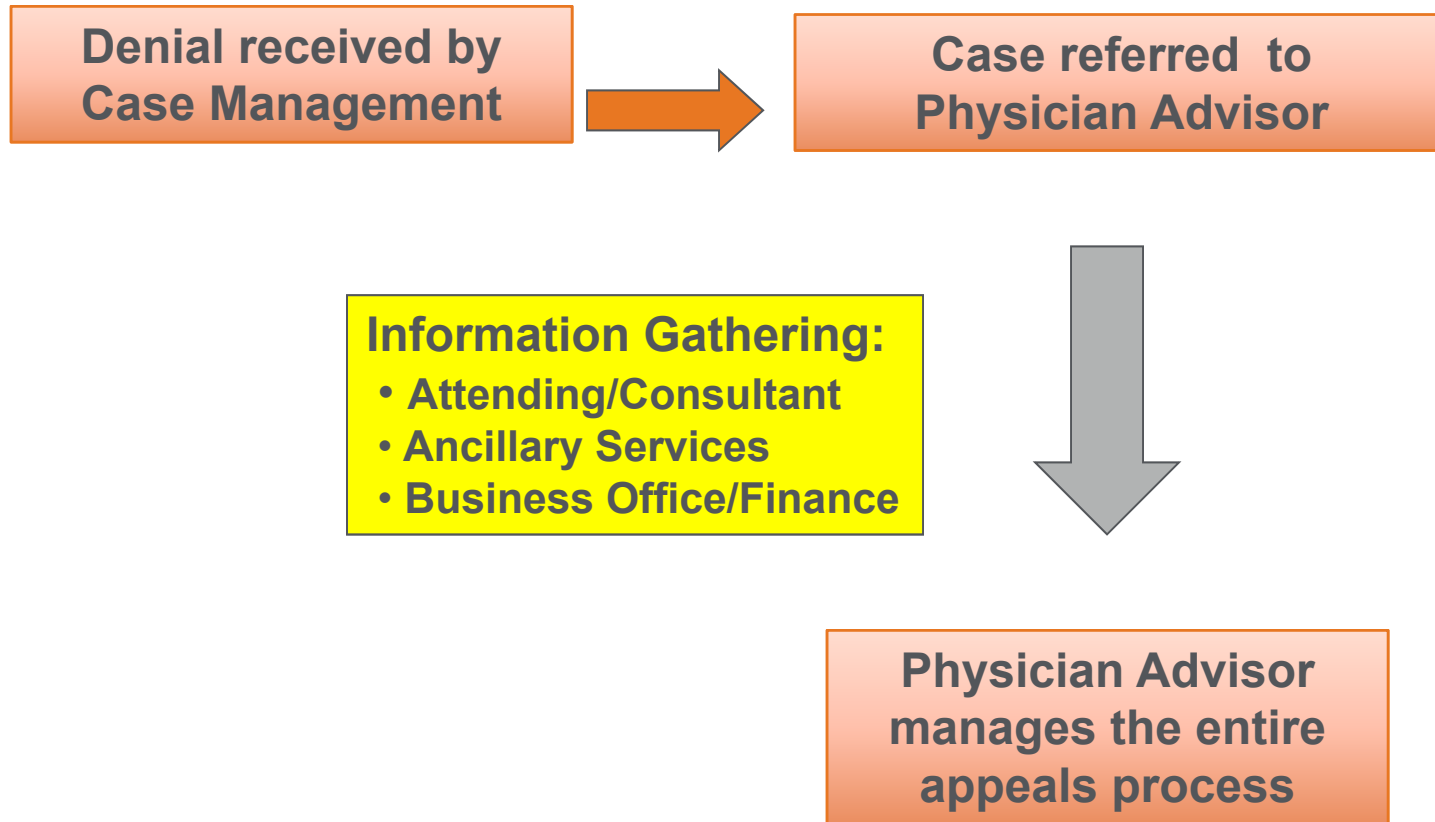 Denial received by
Case Management
Case referred  to
Physician Advisor
Information Gathering:
• Attending/Consultant
• Ancillary Services
• Business Office/Finance
Physician Advisor
manages the entire
appeals process